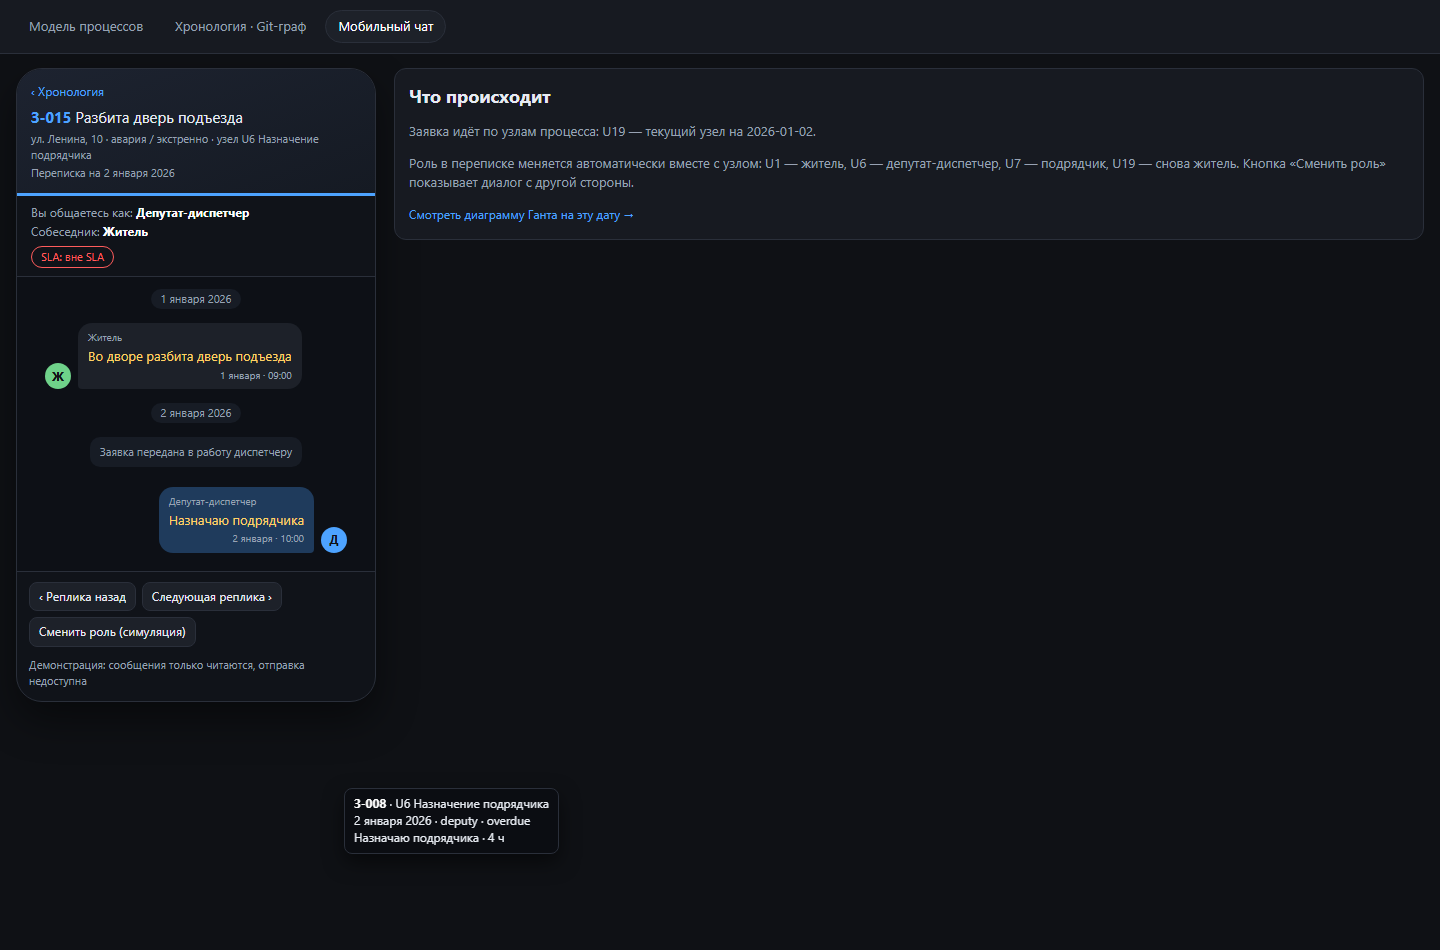 Модель процессов
Хронология · Git-граф
Мобильный чат
‹ Хронология
З-015 Разбита дверь подъезда
ул. Ленина, 10 · авария / экстренно · узел U6 Назначение
подрядчика
Переписка на 2 января 2026
Вы общаетесь как: Депутат-диспетчер
Собеседник: Житель
SLA: вне SLA
1 января 2026
Житель
Во дворе разбита дверь подъезда
1 января · 09:00
Ж
2 января 2026
Заявка передана в работу диспетчеру
Депутат-диспетчер
Назначаю подрядчика
2 января · 10:00
Д
‹ Реплика назад
Следующая реплика ›
Сменить роль (симуляция)
Демонстрация: сообщения только читаются, отправка
недоступна
Что происходит
Заявка идёт по узлам процесса: U19 — текущий узел на 2026-01-02.
Роль в переписке меняется автоматически вместе с узлом: U1 — житель, U6 — депутат-диспетчер, U7 — подрядчик, U19 — снова житель. Кнопка «Сменить роль»
показывает диалог с другой стороны.
Смотреть диаграмму Ганта на эту дату →
З-008 · U6 Назначение подрядчика
2 января 2026 · deputy · overdue
Назначаю подрядчика · 4 ч